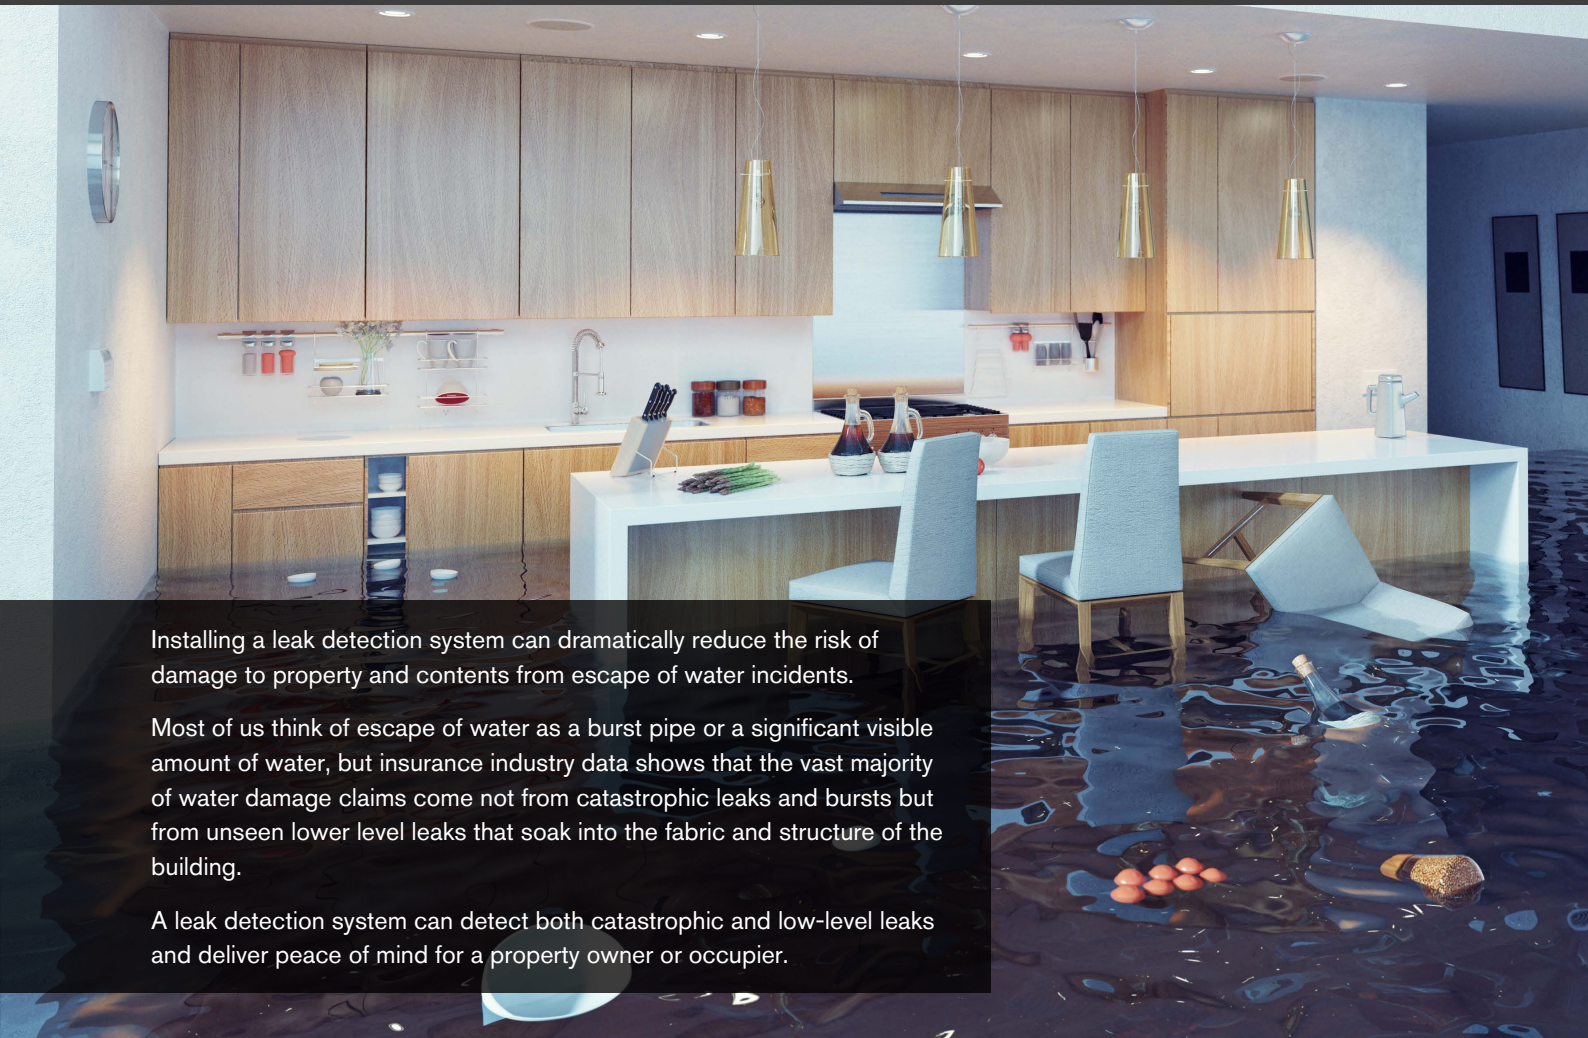 Installing a leak detection system can dramatically reduce the risk of
damage to property and contents from escape of water incidents.
Most of us think of escape of water as a burst pipe or a significant visible
amount of water, but insurance industry data shows that the vast majority
of water damage claims come not from catastrophic leaks and bursts but
from unseen lower level leaks that soak into the fabric and structure of the
building.
A leak detection system can detect both catastrophic and low-level leaks
and deliver peace of mind for a property owner or occupier.